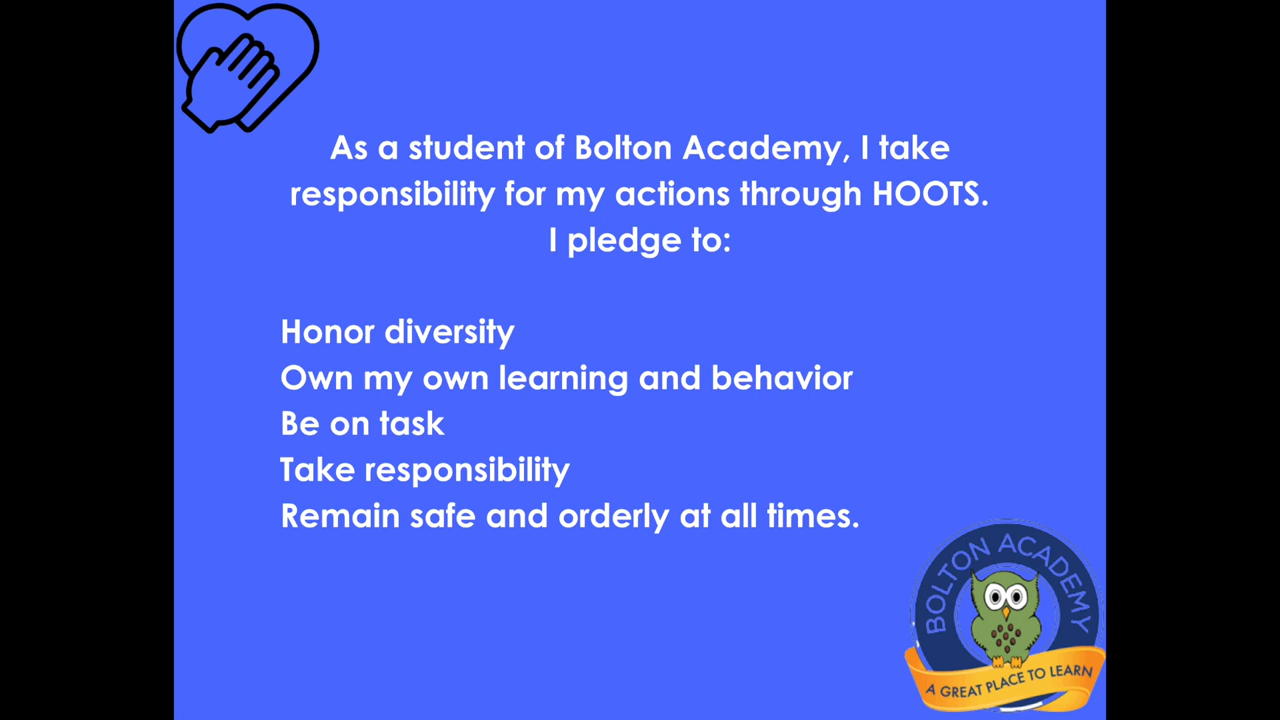 As a student of Bolton Academy, I take
responsibility for my actions through HOOTS.
I pledge to:
Honor diversity
Own my own learning and behavior
Be on task
Take responsibility
Remain safe and orderly at all times.
BOLTON ACADEMY
A GREAT PLACE TO LEARN